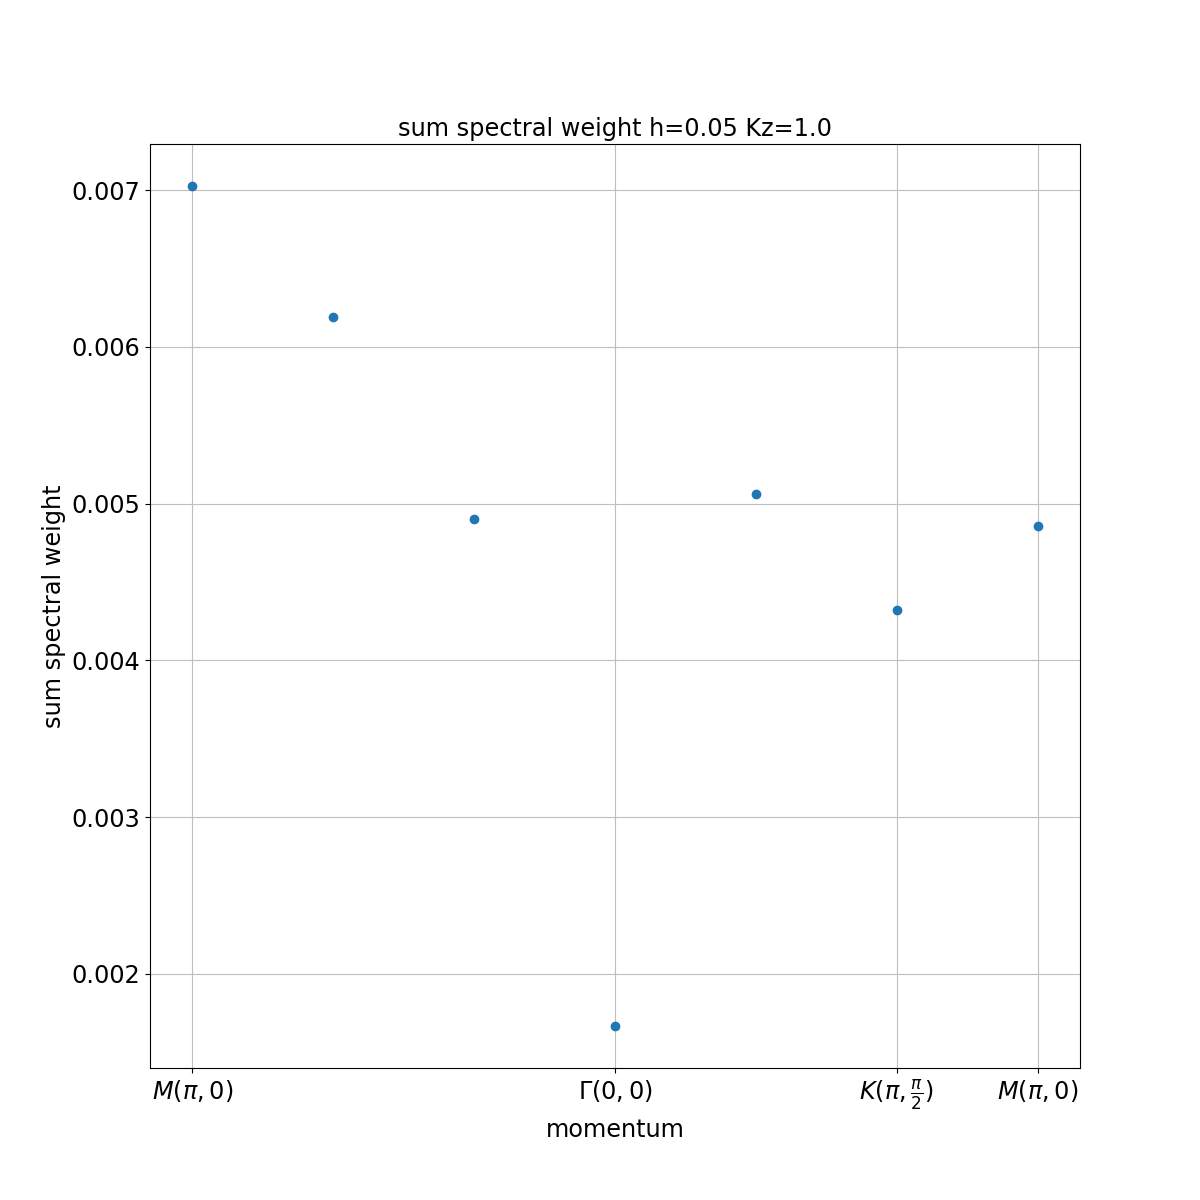 sum spectral weight h=0.05 Kz=1.0
0.007
0.006
0.005
0.004
0.003
0.002
sum spectral weight
M(π, 0)
Γ(0, 0)
K(π, π/2)
M(π, 0)
momentum